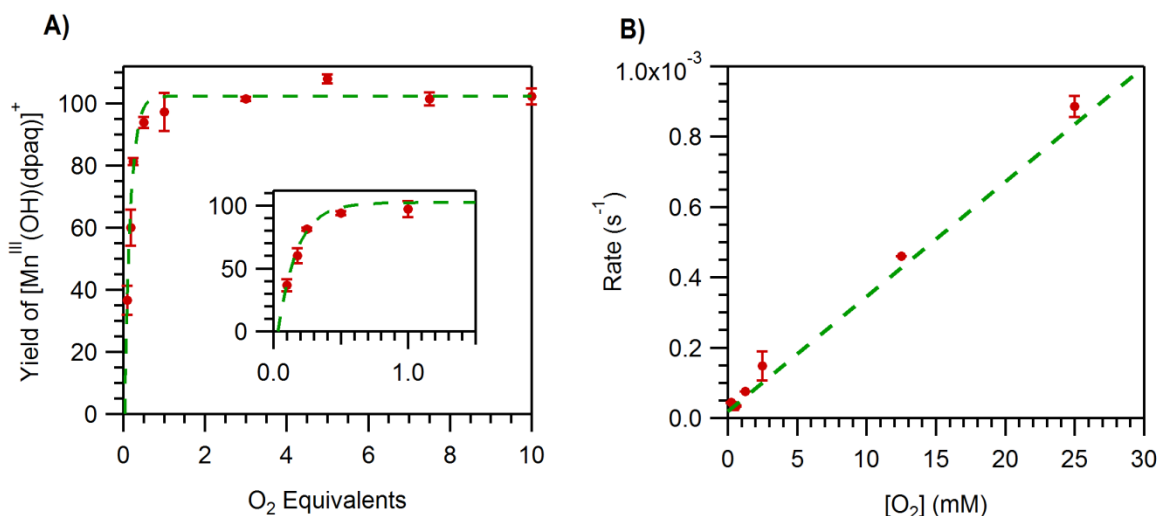 A)
Yield of [Mn^III(OH)(dpaq)]^+
100
80
60
40
20
0
100
50
0
0.0 1.0
0 2 4 6 8 10
O₂ Equivalents
B)
Rate (s⁻¹)
1.0x10⁻³
0.8
0.6
0.4
0.2
0.0
0 5 10 15 20 25 30
[O₂] (mM)